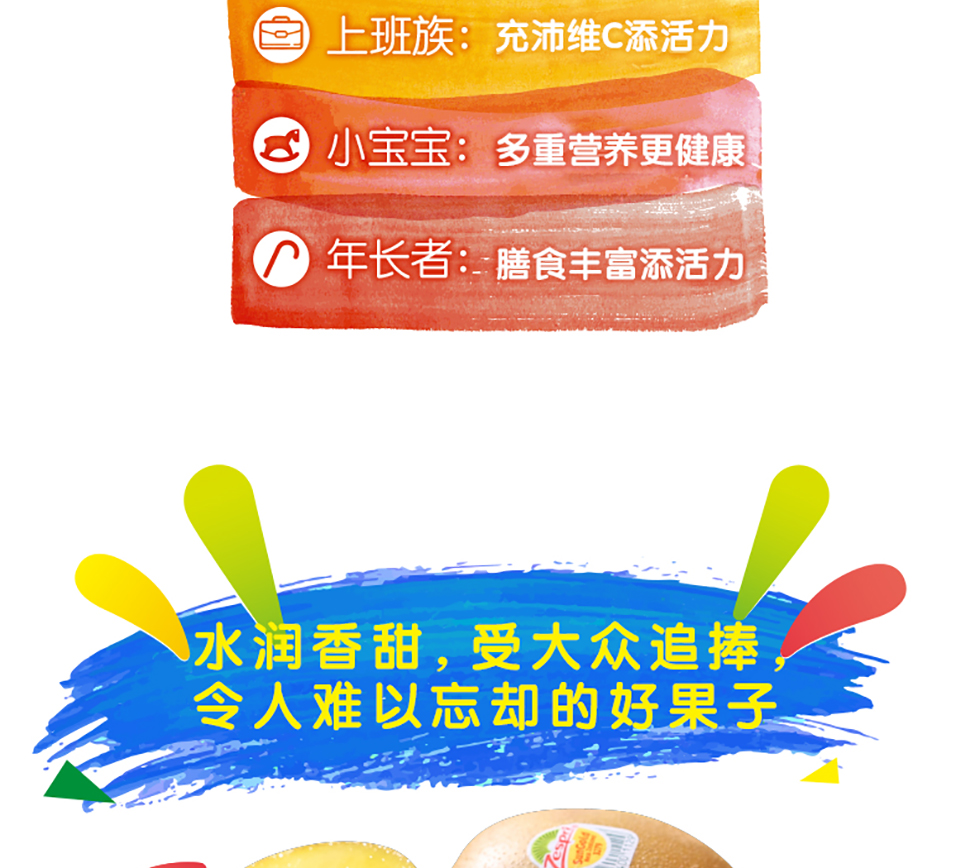 上班族：充沛维C添活力
小宝宝：多重营养更健康
年长者：膳食丰富添活力
水润香甜，受大众追捧，
令人难以忘却的好果子
Zespri
SunGold